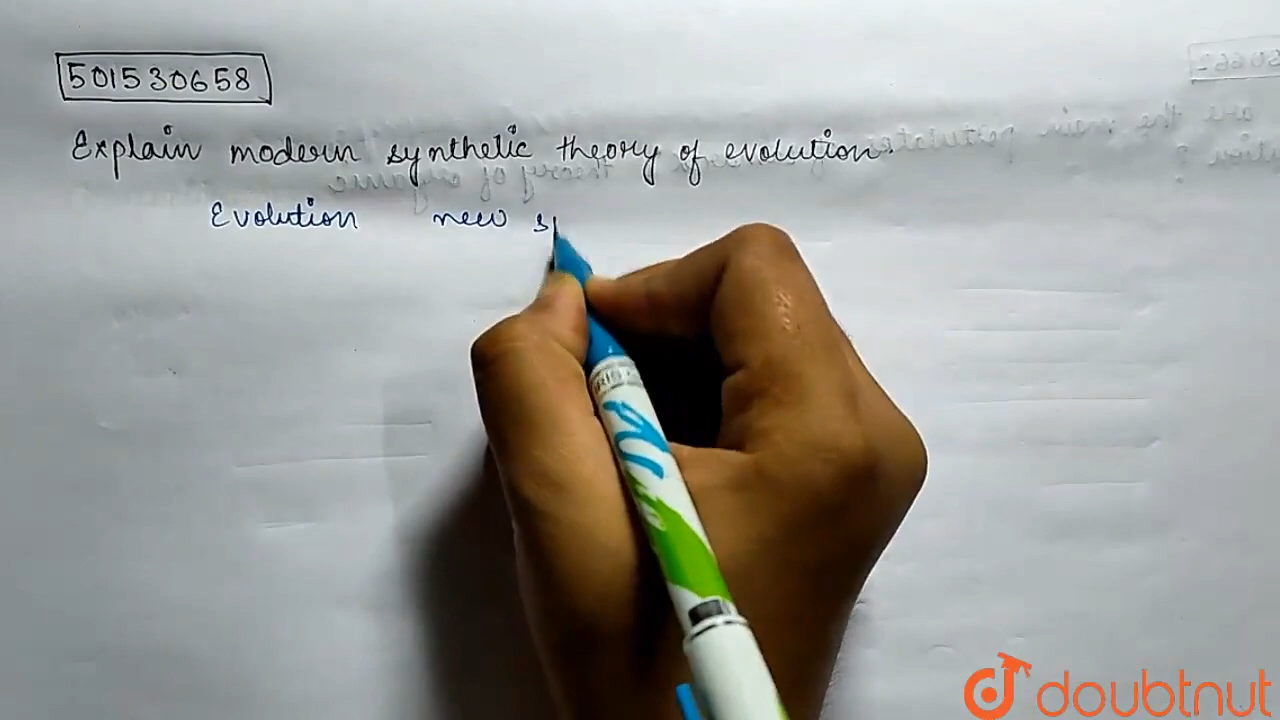 501530658
Explain modern synthetic theory of evolution.
Evolution new s
doubtnut